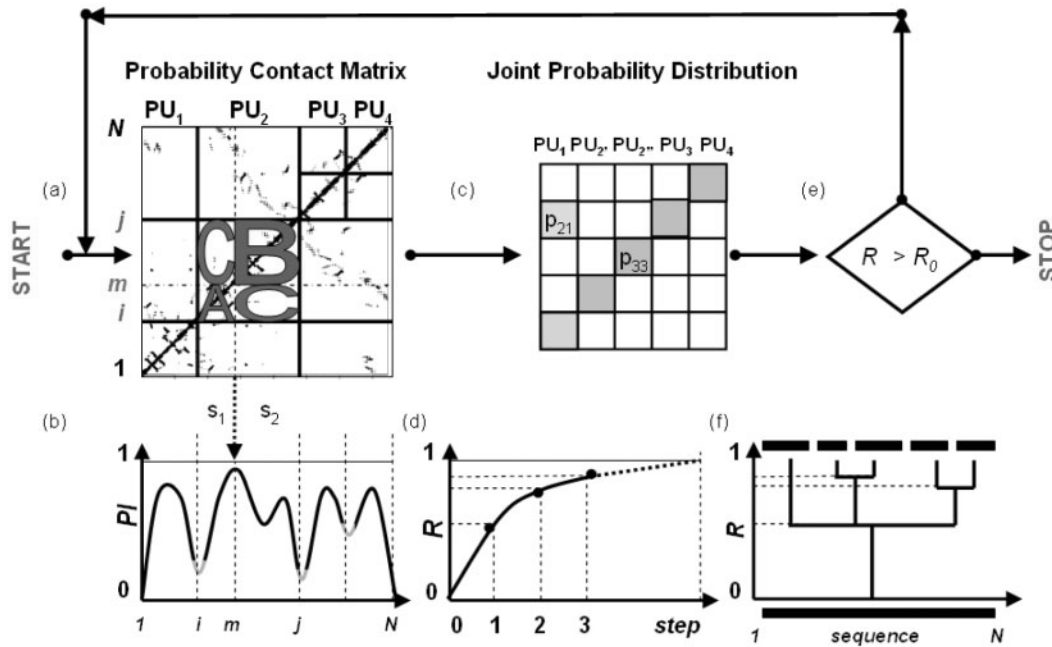 Probability Contact Matrix
Joint Probability Distribution
PU1 PU2 PU3 PU4
N
(a)
j
START
m
i
1
C B
A C
(c)
PU1 PU2' PU2'' PU3 PU4
p21
p33
(e)
R > R0
STOP
s1 s2
(b)
1
PI
0
1 i m j N
(d)
1
R
0
0 1 2 3 step
(f)
1
R
0
1 sequence N